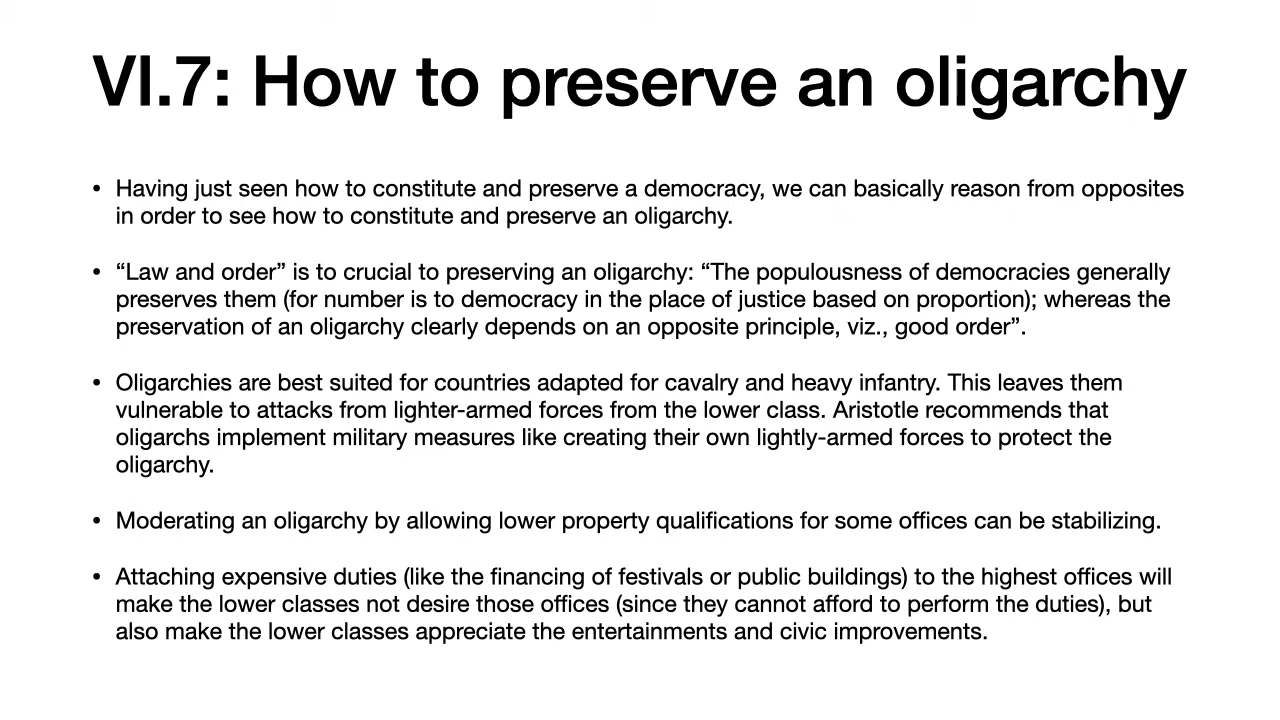 VI.7: How to preserve an oligarchy
• Having just seen how to constitute and preserve a democracy, we can basically reason from opposites
in order to see how to constitute and preserve an oligarchy.
• “Law and order” is to crucial to preserving an oligarchy: “The populousness of democracies generally
preserves them (for number is to democracy in the place of justice based on proportion); whereas the
preservation of an oligarchy clearly depends on an opposite principle, viz., good order”.
• Oligarchies are best suited for countries adapted for cavalry and heavy infantry. This leaves them
vulnerable to attacks from lighter-armed forces from the lower class. Aristotle recommends that
oligarchs implement military measures like creating their own lightly-armed forces to protect the
oligarchy.
• Moderating an oligarchy by allowing lower property qualifications for some offices can be stabilizing.
• Attaching expensive duties (like the financing of festivals or public buildings) to the highest offices will
make the lower classes not desire those offices (since they cannot afford to perform the duties), but
also make the lower classes appreciate the entertainments and civic improvements.